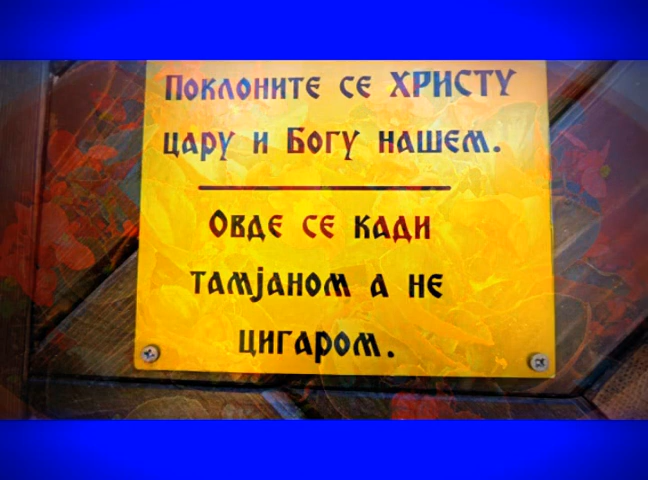 Поклоните се ХРИСТУ
цару и Богу нашем.
Овде се кади
тамјаном а не
цигаром.